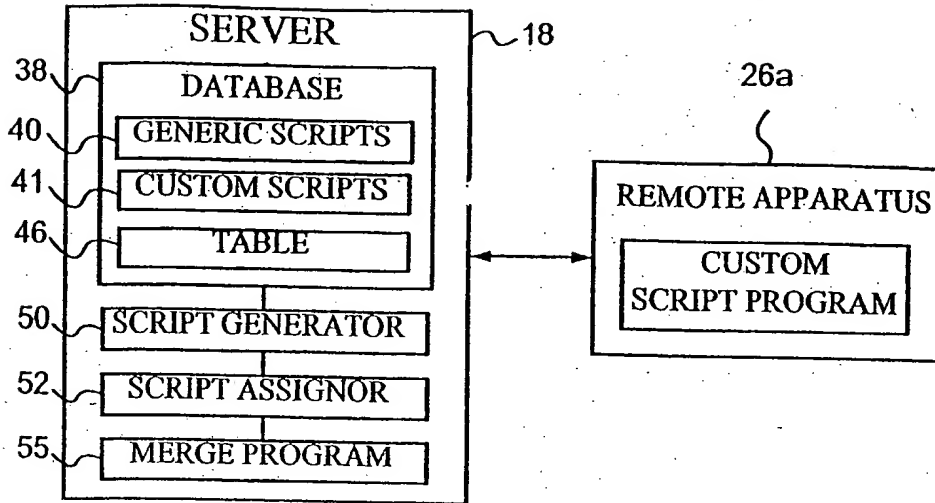 SERVER
18
38
DATABASE
40
GENERIC SCRIPTS
41
CUSTOM SCRIPTS
46
TABLE
50
SCRIPT GENERATOR
52
SCRIPT ASSIGNOR
55
MERGE PROGRAM
26a
REMOTE APPARATUS
CUSTOM
SCRIPT PROGRAM